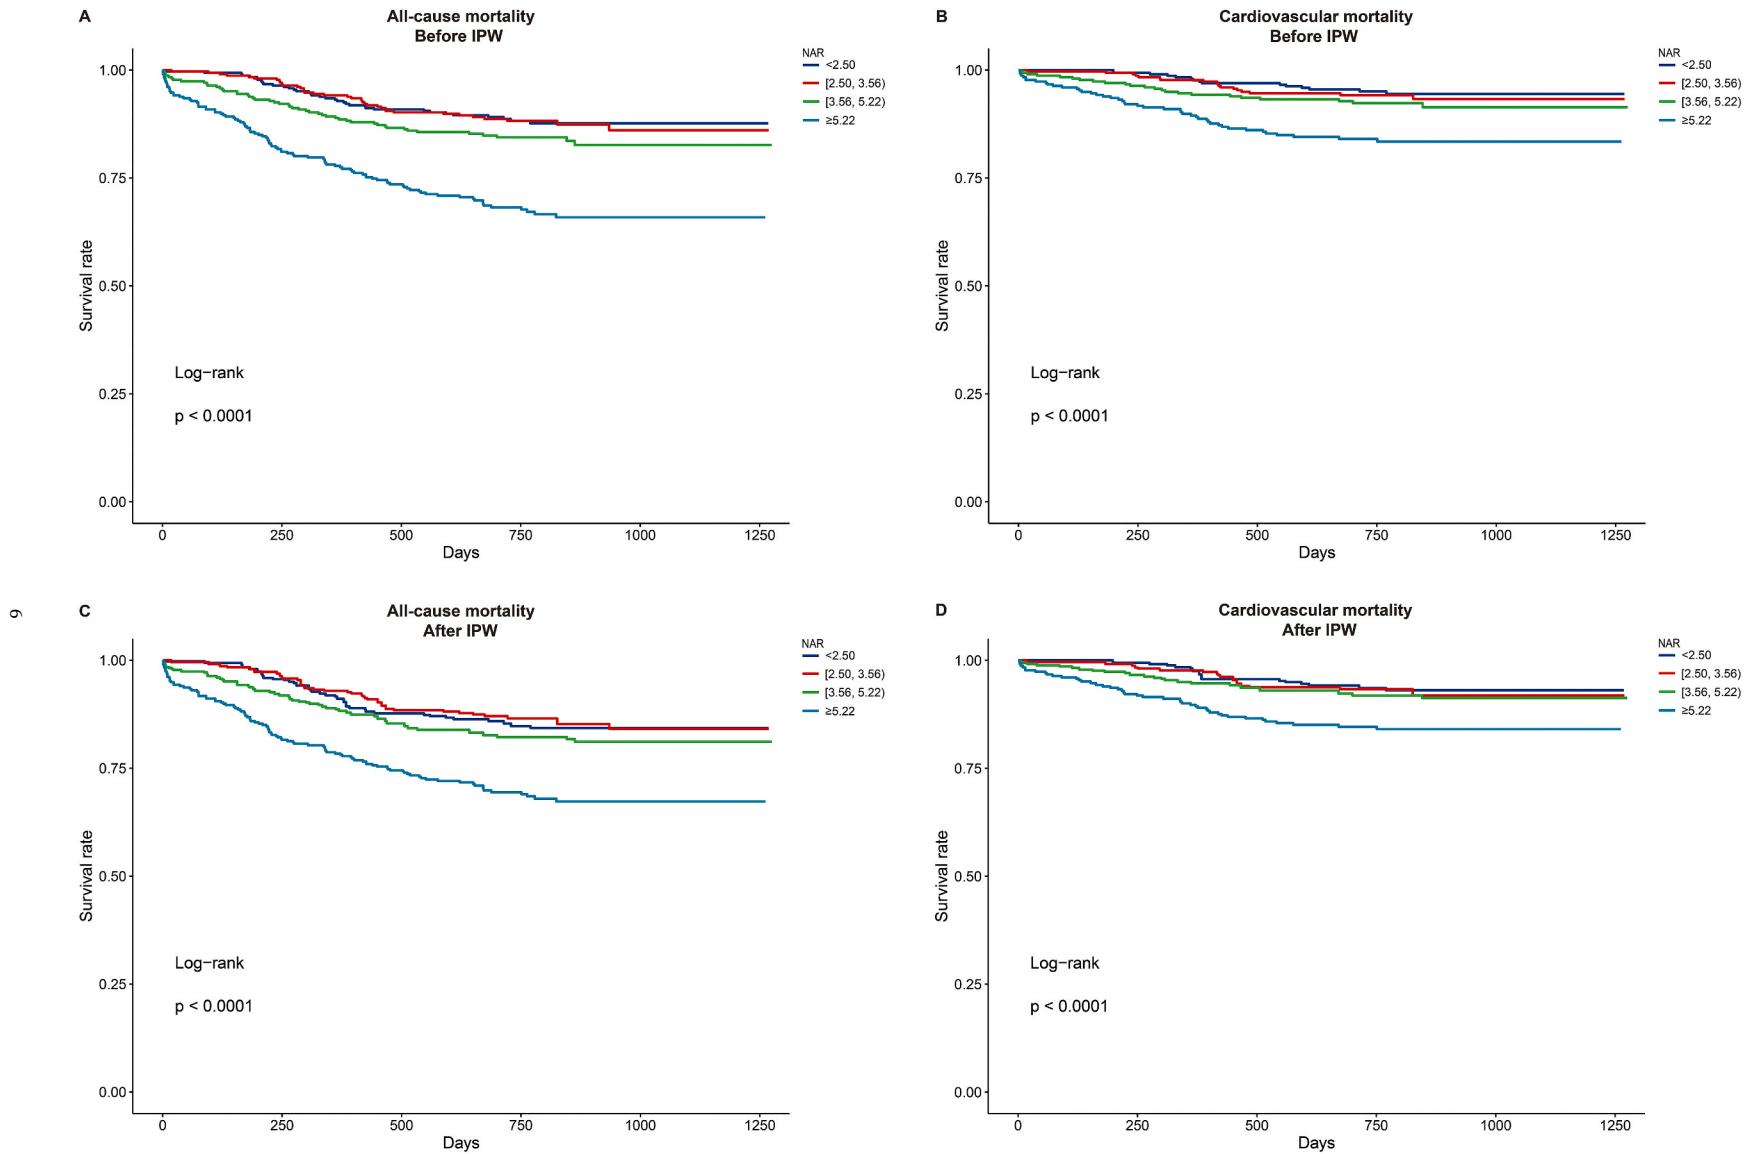 A
All-cause mortality
Before IPW
NAR
<2.50
[2.50, 3.56)
[3.56, 5.22)
≥5.22
1.00
0.75
0.50
0.25
0.00
Survival rate
Log−rank
p < 0.0001
0 250 500 750 1000 1250
Days
B
Cardiovascular mortality
Before IPW
NAR
<2.50
[2.50, 3.56)
[3.56, 5.22)
≥5.22
1.00
0.75
0.50
0.25
0.00
Survival rate
Log−rank
p < 0.0001
0 250 500 750 1000 1250
Days
9
C
All-cause mortality
After IPW
NAR
<2.50
[2.50, 3.56)
[3.56, 5.22)
≥5.22
1.00
0.75
0.50
0.25
0.00
Survival rate
Log−rank
p < 0.0001
0 250 500 750 1000 1250
Days
D
Cardiovascular mortality
After IPW
NAR
<2.50
[2.50, 3.56)
[3.56, 5.22)
≥5.22
1.00
0.75
0.50
0.25
0.00
Survival rate
Log−rank
p < 0.0001
0 250 500 750 1000 1250
Days